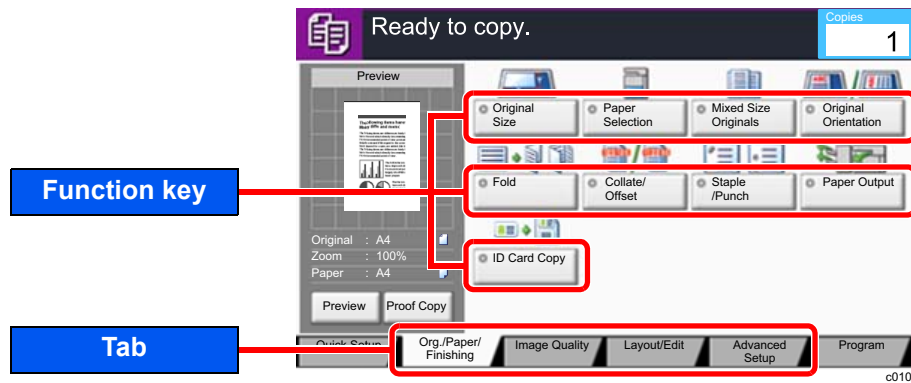 Ready to copy.
Copies
1
Preview
Original
Size
Paper
Selection
Mixed Size
Originals
Original
Orientation
Function key
Fold
Collate/
Offset
Staple
/Punch
Paper Output
Original : A4
Zoom : 100%
Paper : A4
ID Card Copy
Preview
Proof Copy
Tab
Quick Setup
Org./Paper/
Finishing
Image Quality
Layout/Edit
Advanced
Setup
Program
c010